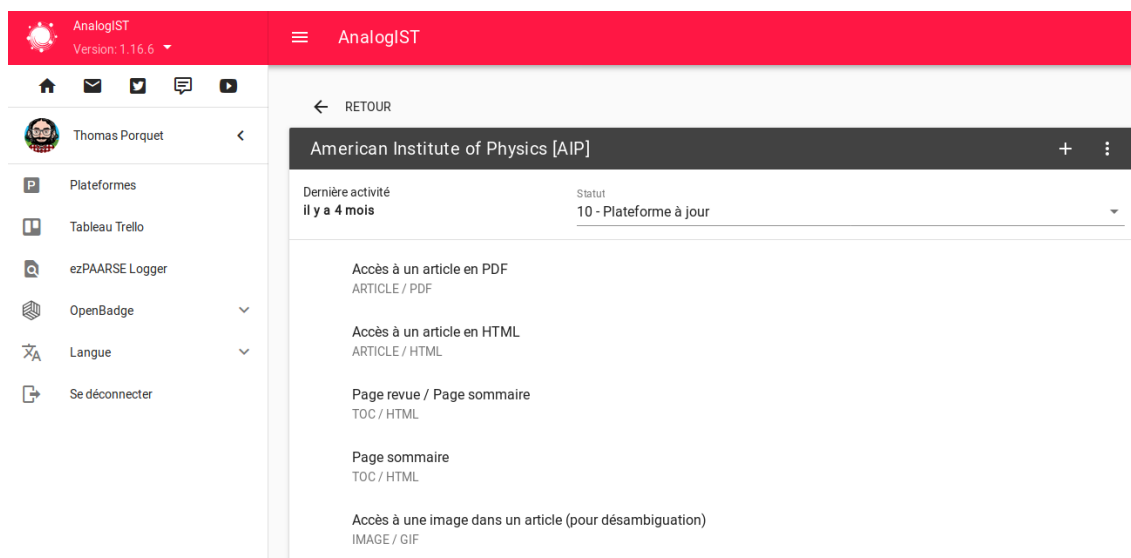 AnalogIST
Version: 1.16.6
AnalogIST
Thomas Porquet
Plateformes
Tableau Trello
ezPAARSE Logger
OpenBadge
Langue
Se déconnecter
RETOUR
American Institute of Physics [AIP]
Dernière activité
il y a 4 mois
Statut
10 - Plateforme à jour
Accès à un article en PDF
ARTICLE / PDF
Accès à un article en HTML
ARTICLE / HTML
Page revue / Page sommaire
TOC / HTML
Page sommaire
TOC / HTML
Accès à une image dans un article (pour désambiguation)
IMAGE / GIF